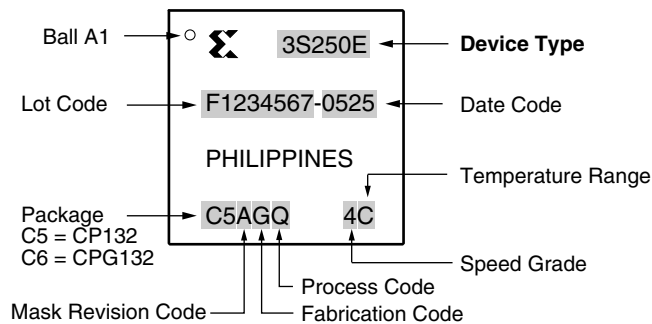 Ball A1
3S250E
Device Type
Lot Code
F1234567-0525
Date Code
PHILIPPINES
Temperature Range
Package
C5 = CP132
C6 = CPG132
C5AGQ
4C
Speed Grade
Process Code
Mask Revision Code
Fabrication Code